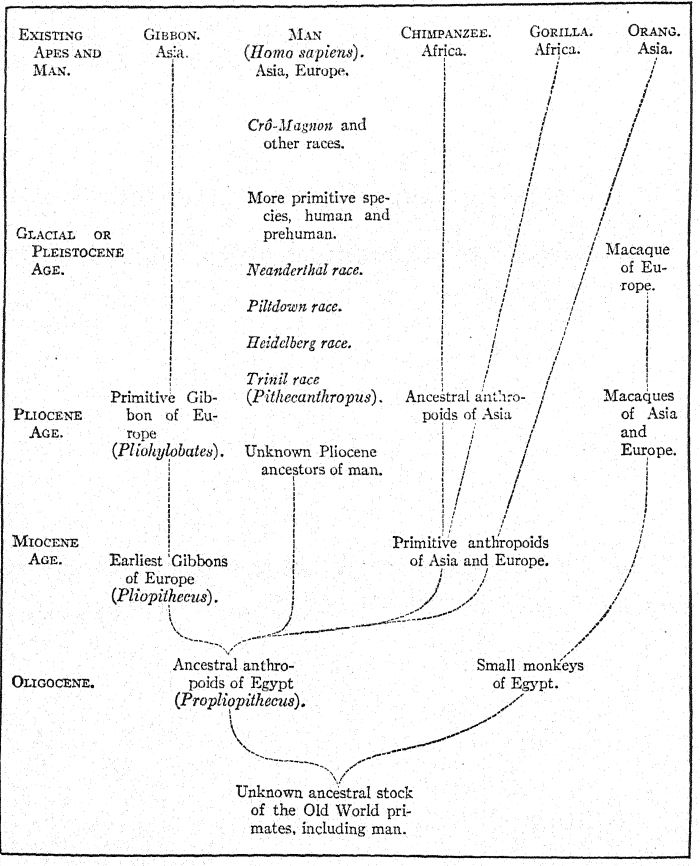 EXISTING APES AND MAN.
GIBBON.
Asia.
MAN
(Homo sapiens).
Asia, Europe.
CHIMPANZEE.
Africa.
GORILLA.
Africa.
ORANG.
Asia.
Crô-Magnon and
other races.
More primitive spe-
cies, human and
prehuman.
GLACIAL OR
PLEISTOCENE
AGE.
Neanderthal race.
Piltdown race.
Heidelberg race.
Trinil race
(Pithecanthropus).
Macaque
of Eu-
rope.
PLIOCENE
AGE.
Primitive Gib-
bon of Eu-
rope
(Pliohylobates).
Unknown Pliocene
ancestors of man.
Ancestral anthro-
poids of Asia
Macaques
of Asia
and
Europe.
MIOCENE
AGE.
Earliest Gibbons
of Europe
(Pliopithecus).
Primitive anthropoids
of Asia and Europe.
OLIGOCENE.
Ancestral anthro-
poids of Egypt
(Propliopithecus).
Small monkeys
of Egypt.
Unknown ancestral stock
of the Old World pri-
mates, including man.